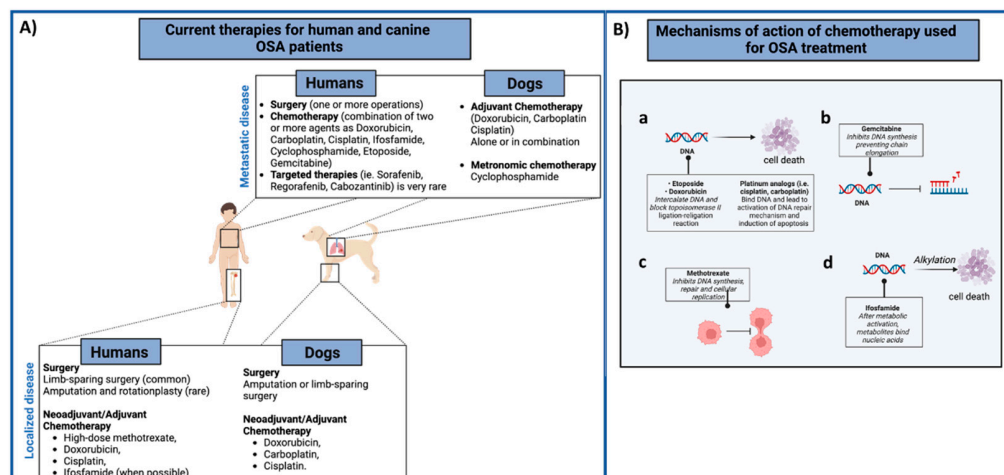 A)
Current therapies for human and canine
OSA patients
Metastatic disease
Humans
• Surgery (one or more operations)
• Chemotherapy (combination of two
or more agents as Doxorubicin,
Carboplatin, Cisplatin, Ifosfamide,
Cyclophosphamide, Etoposide,
Gemcitabine)
• Targeted therapies (ie. Sorafenib,
Regorafenib, Cabozantinib) is very rare
Dogs
• Adjuvant Chemotherapy
(Doxorubicin, Carboplatin
Cisplatin)
Alone or in combination
• Metronomic chemotherapy
Cyclophosphamide
Localized disease
Humans
Surgery
Limb-sparing surgery (common)
Amputation and rotationplasty (rare)
Neoadjuvant/Adjuvant
Chemotherapy
• High-dose methotrexate,
• Doxorubicin,
• Cisplatin,
• Ifosfamide (when possible)
Dogs
Surgery
Amputation or limb-sparing
surgery
Neoadjuvant/Adjuvant
Chemotherapy
• Doxorubicin,
• Carboplatin,
• Cisplatin.
B)
Mechanisms of action of chemotherapy used
for OSA treatment
a
DNA
cell death
• Etoposide
• Doxorubicin
Intercalate DNA and
block topoisomerase II
ligation-religation
reaction
Platinum analogs (i.e.
cisplatin, carboplatin)
Bind DNA and lead to
activation of DNA repair
mechanism and
induction of apoptosis
b
Gemcitabine
Inhibits DNA synthesis
preventing chain
elongation
DNA
c
Methotrexate
Inhibits DNA synthesis,
repair and cellular
replication
d
DNA
Alkylation
cell death
Ifosfamide
After metabolic
activation,
metabolites bind
nucleic acids